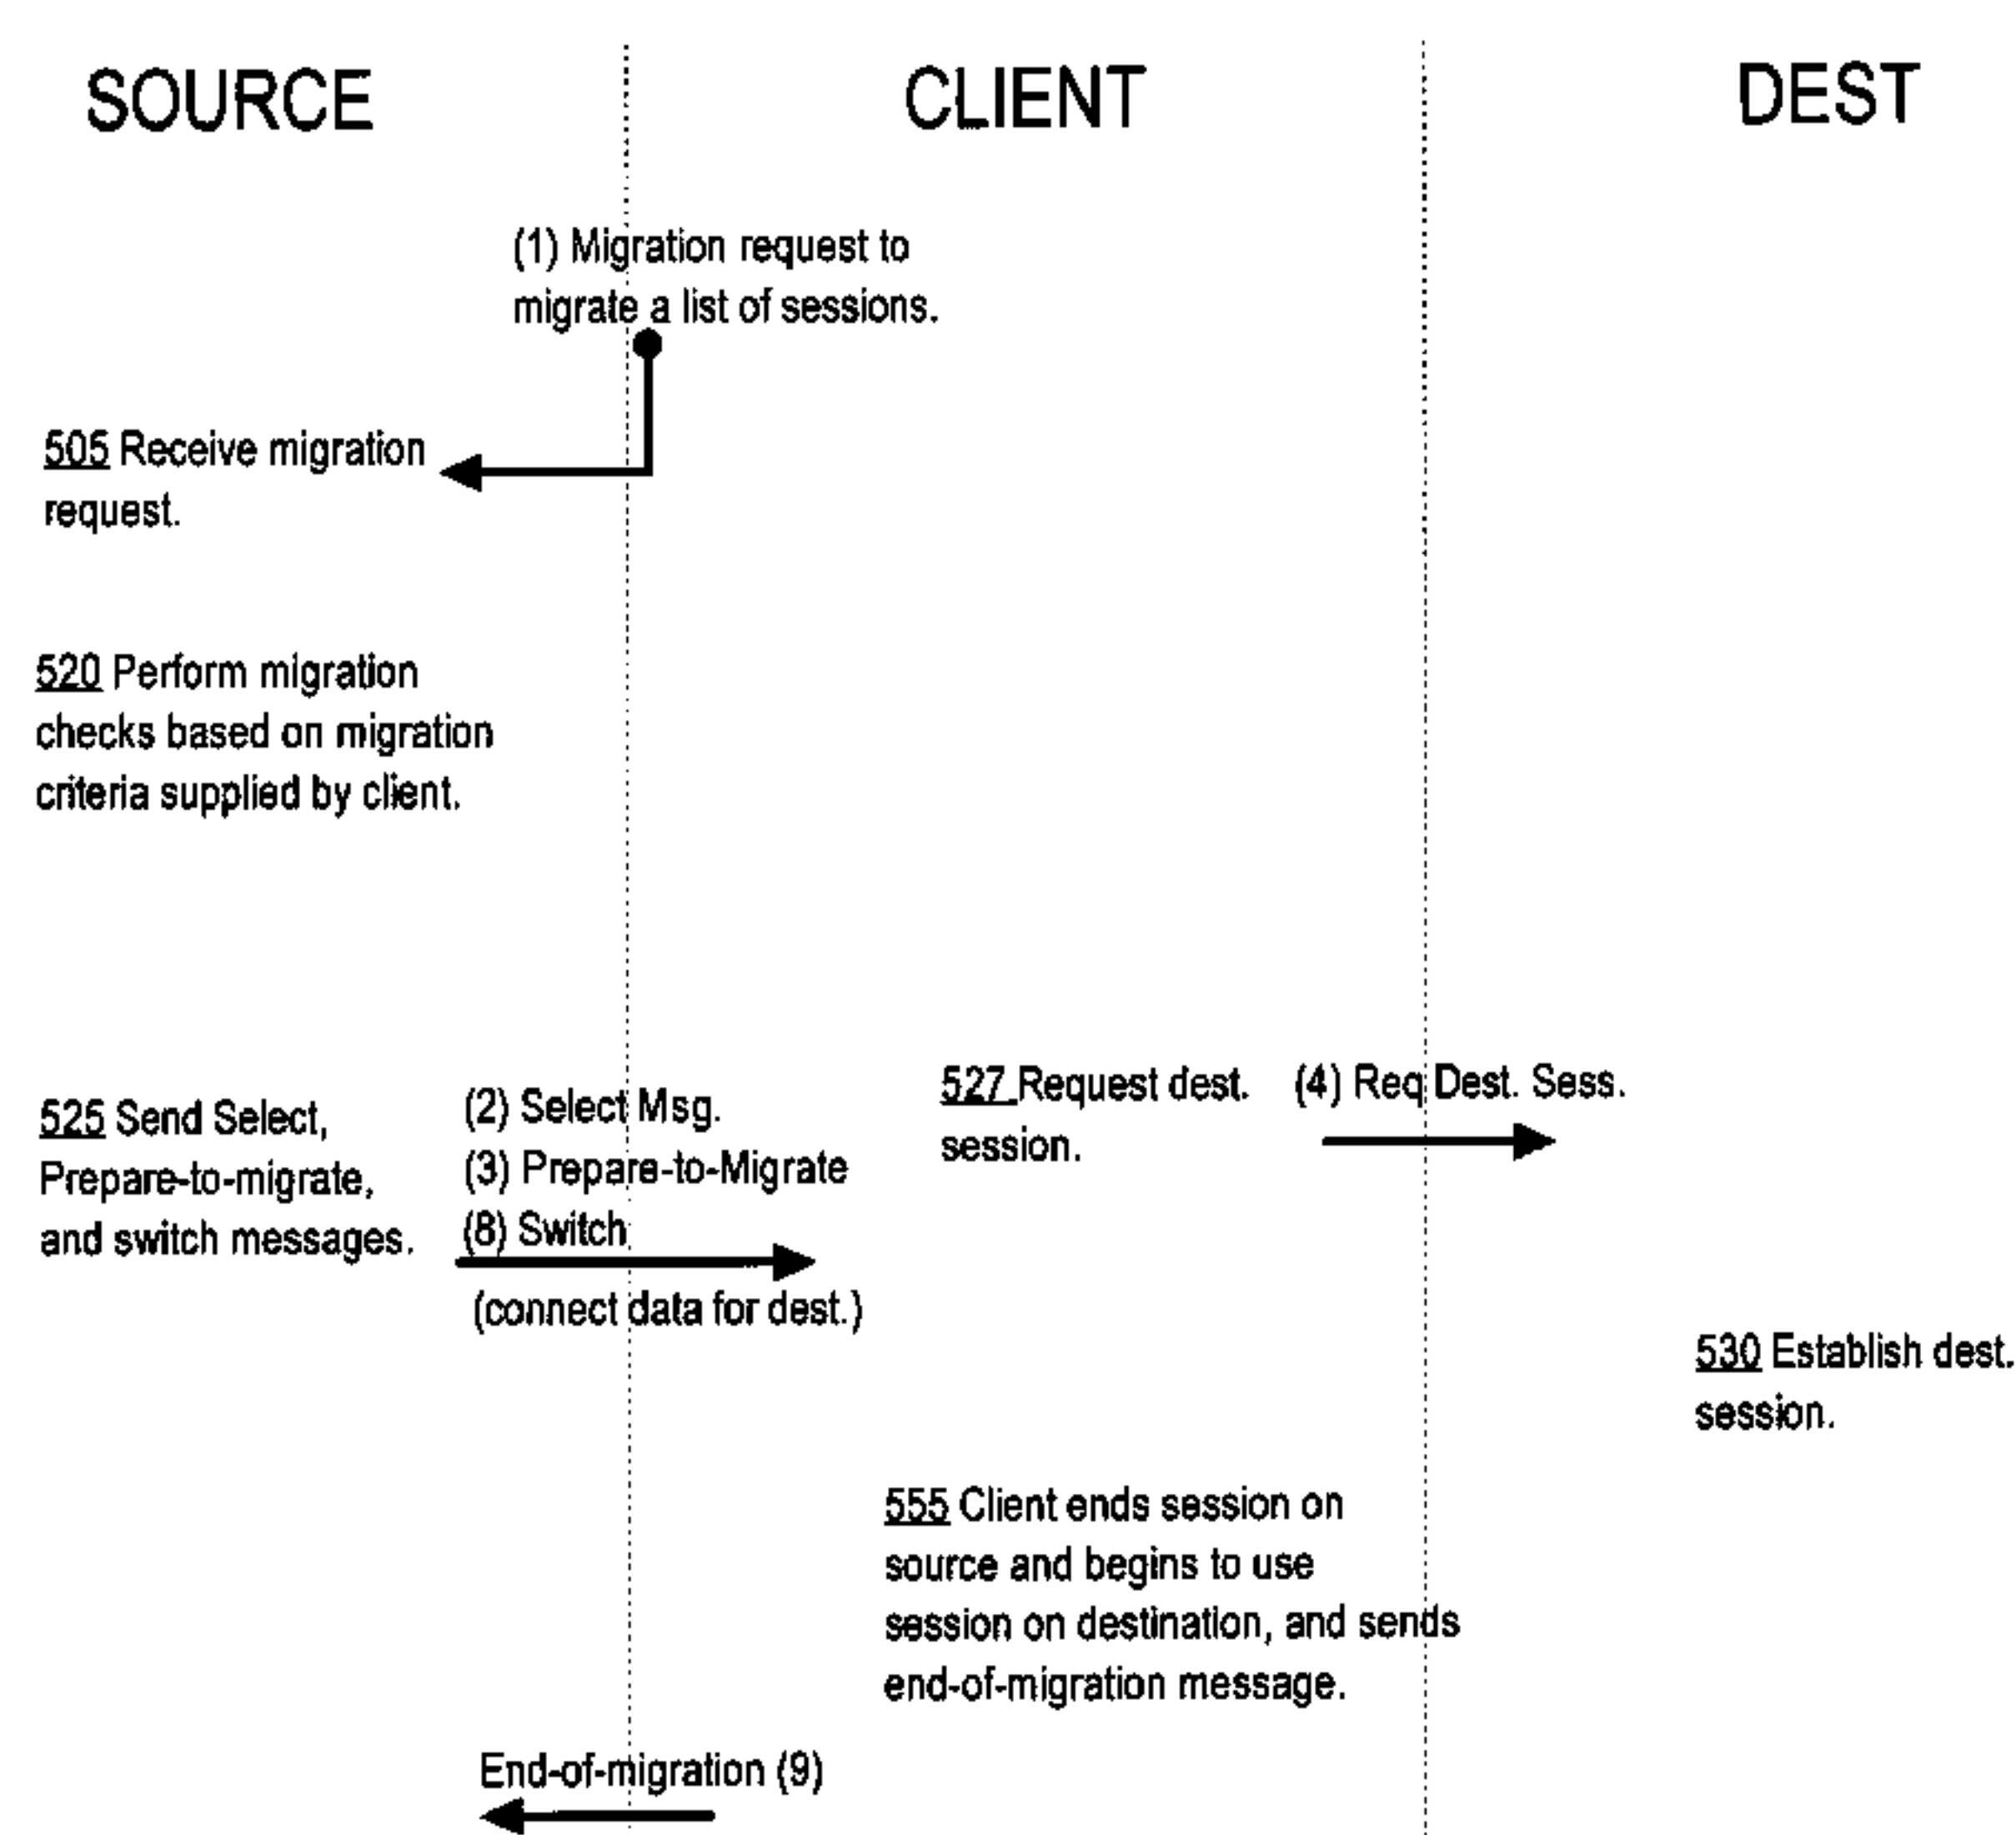 SOURCE
CLIENT
DEST
(1) Migration request to
migrate a list of sessions.
505 Receive migration
request.
520 Perform migration
checks based on migration
criteria supplied by client.
525 Send Select,
Prepare-to-migrate,
and switch messages.
(2) Select Msg.
(3) Prepare-to-Migrate
(8) Switch
(connect data for dest.)
527 Request dest.
session.
(4) Req Dest. Sess.
530 Establish dest.
session.
555 Client ends session on
source and begins to use
session on destination, and sends
end-of-migration message.
End-of-migration (9)